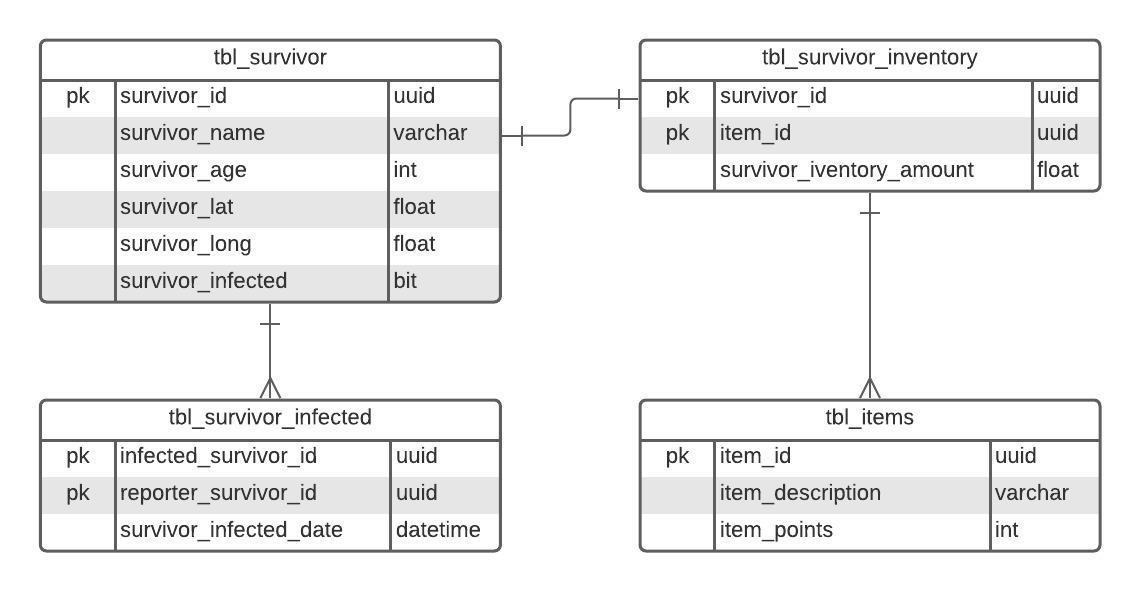 tbl_survivor
pk survivor_id uuid
survivor_name varchar
survivor_age int
survivor_lat float
survivor_long float
survivor_infected bit
tbl_survivor_inventory
pk survivor_id uuid
pk item_id uuid
survivor_iventory_amount float
tbl_survivor_infected
pk infected_survivor_id uuid
pk reporter_survivor_id uuid
survivor_infected_date datetime
tbl_items
pk item_id uuid
item_description varchar
item_points int